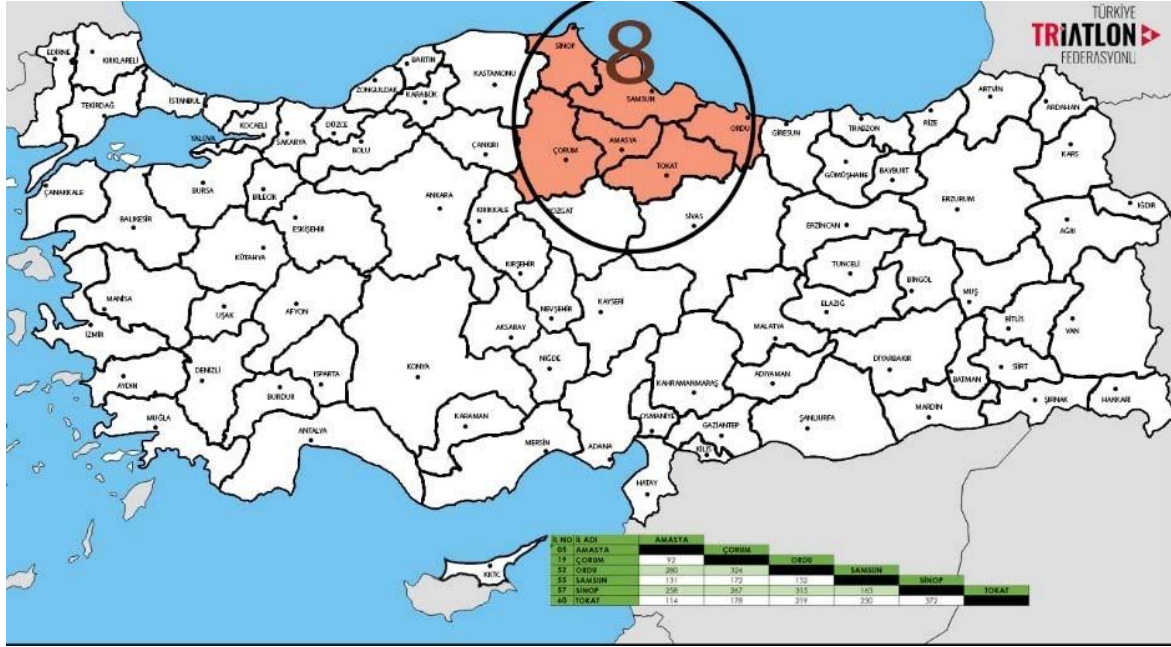 TÜRKİYE
TRİATLON
FEDERASYONU
8
EDİRNE
KIRKLARELİ
TEKİRDAĞ
İSTANBUL
YALOVA
KOCAELİ
SAKARYA
DÜZCE
BOLU
ZONGULDAK
BARTIN
KARABÜK
KASTAMONU
ÇANKIRI
SİNOP
SAMSUN
ORDU
ÇORUM
AMASYA
TOKAT
GİRESUN
TRABZON
RİZE
ARTVİN
ARDAHAN
KARS
GÜMÜŞHANE
BAYBURT
ERZURUM
IĞDIR
AĞRI
ÇANAKKALE
BALIKESİR
BURSA
BİLECİK
ESKİŞEHİR
KÜTAHYA
ANKARA
KIRIKKALE
YOZGAT
SİVAS
ERZİNCAN
TUNCELİ
BİNGÖL
MUŞ
BİTLİS
VAN
MANİSA
İZMİR
UŞAK
AFYON
KIRŞEHİR
NEVŞEHİR
KAYSERİ
AKSARAY
NİĞDE
MALATYA
ELAZIĞ
DİYARBAKIR
BATMAN
SİİRT
ŞIRNAK
HAKKARİ
AYDIN
DENİZLİ
ISPARTA
BURDUR
KONYA
KARAMAN
KAHRAMANMARAŞ
ADIYAMAN
ŞANLIURFA
MARDİN
MUĞLA
ANTALYA
MERSİN
ADANA
OSMANİYE
GAZİANTEP
KİLİS
HATAY
KKTC
İL NO İL ADI AMASYA
05 AMASYA ÇORUM
19 ÇORUM 92 ORDU
52 ORDU 280 324 SAMSUN
55 SAMSUN 131 172 152 SİNOP
57 SİNOP 258 267 315 163 TOKAT
60 TOKAT 114 178 219 230 372